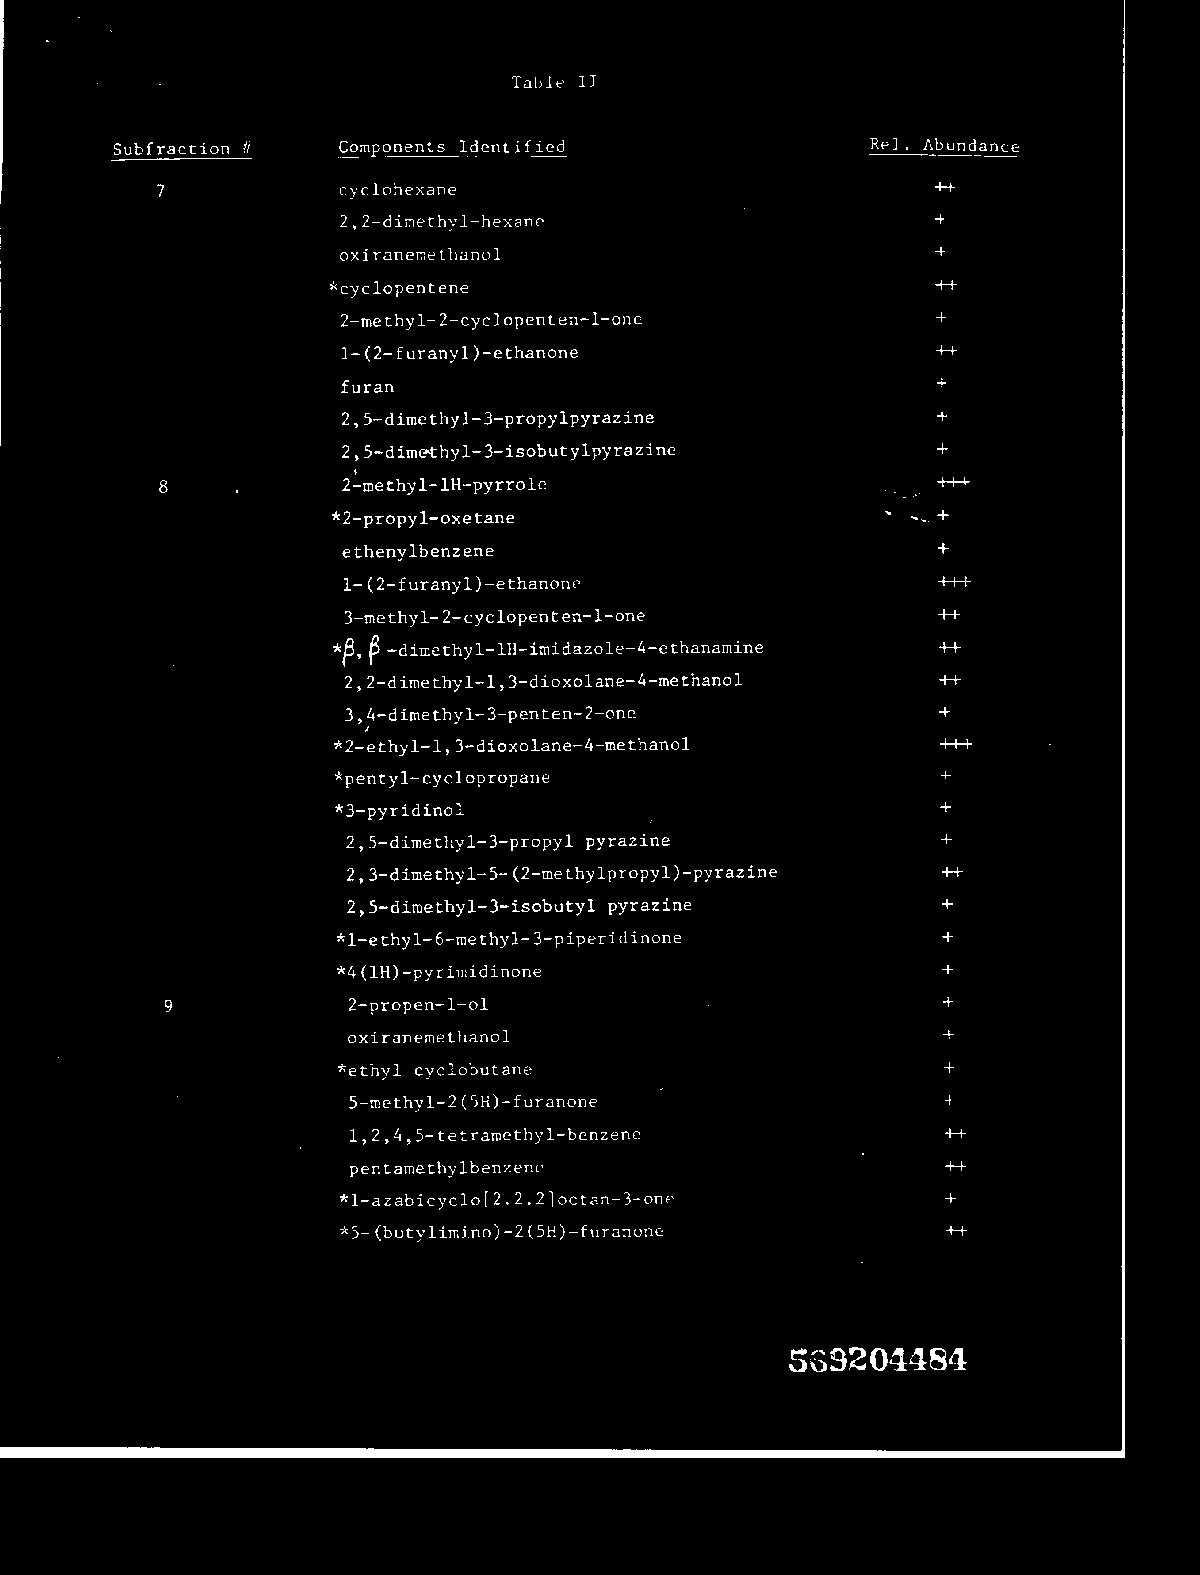 Table II
Subfraction # Components Identified Rel. Abundance
7 cyclohexane ++
2,2-dimethyl-hexane +
oxiranemethanol +
*cyclopentene ++
2-methyl-2-cyclopenten-1-one +
1-(2-furanyl)-ethanone ++
furan +
2,5-dimethyl-3-propylpyrazine +
2,5-dimethyl-3-isobutylpyrazine +
8 2-methyl-1H-pyrrole +++
*2-propyl-oxetane +
ethenylbenzene +
1-(2-furanyl)-ethanone +++
3-methyl-2-cyclopenten-1-one ++
*β,β-dimethyl-1H-imidazole-4-ethanamine ++
2,2-dimethyl-1,3-dioxolane-4-methanol ++
3,4-dimethyl-3-penten-2-one +
*2-ethyl-1,3-dioxolane-4-methanol +++
*pentyl-cyclopropane +
*3-pyridinol +
2,5-dimethyl-3-propyl pyrazine +
2,3-dimethyl-5-(2-methylpropyl)-pyrazine ++
2,5-dimethyl-3-isobutyl pyrazine +
*1-ethyl-6-methyl-3-piperidinone +
*4(1H)-pyrimidinone +
9 2-propen-1-ol +
oxiranemethanol +
*ethyl cyclobutane +
5-methyl-2(5H)-furanone +
1,2,4,5-tetramethyl-benzene ++
pentamethylbenzene ++
*1-azabicyclo[2.2.2]octan-3-one +
*5-(butylimino)-2(5H)-furanone ++
569204484